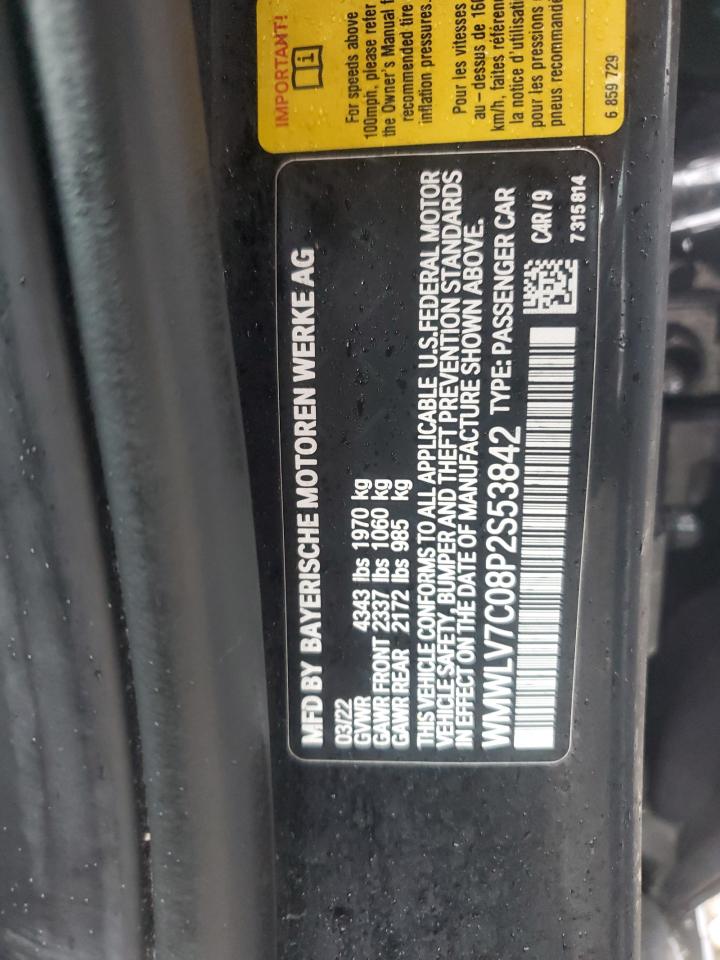 IMPORTANT!
i
For speeds above
100mph, please refer
the Owner's Manual f
recommended tire
inflation pressures.
Pour les vitesses
au-dessus de 160
km/h, faites référen
la notice d'utilisati
pour les pressions
pneus recommandé
6 859 729
MFD BY BAYERISCHE MOTOREN WERKE AG
03/22
GVWR 4343 lbs 1970 kg
GAWR FRONT 2337 lbs 1060 kg
GAWR REAR 2172 lbs 985 kg
THIS VEHICLE CONFORMS TO ALL APPLICABLE U.S.FEDERAL MOTOR
VEHICLE SAFETY, BUMPER AND THEFT PREVENTION STANDARDS
IN EFFECT ON THE DATE OF MANUFACTURE SHOWN ABOVE.
WMWLV7C08P2S53842 TYPE: PASSENGER CAR
C4R/9
7315814